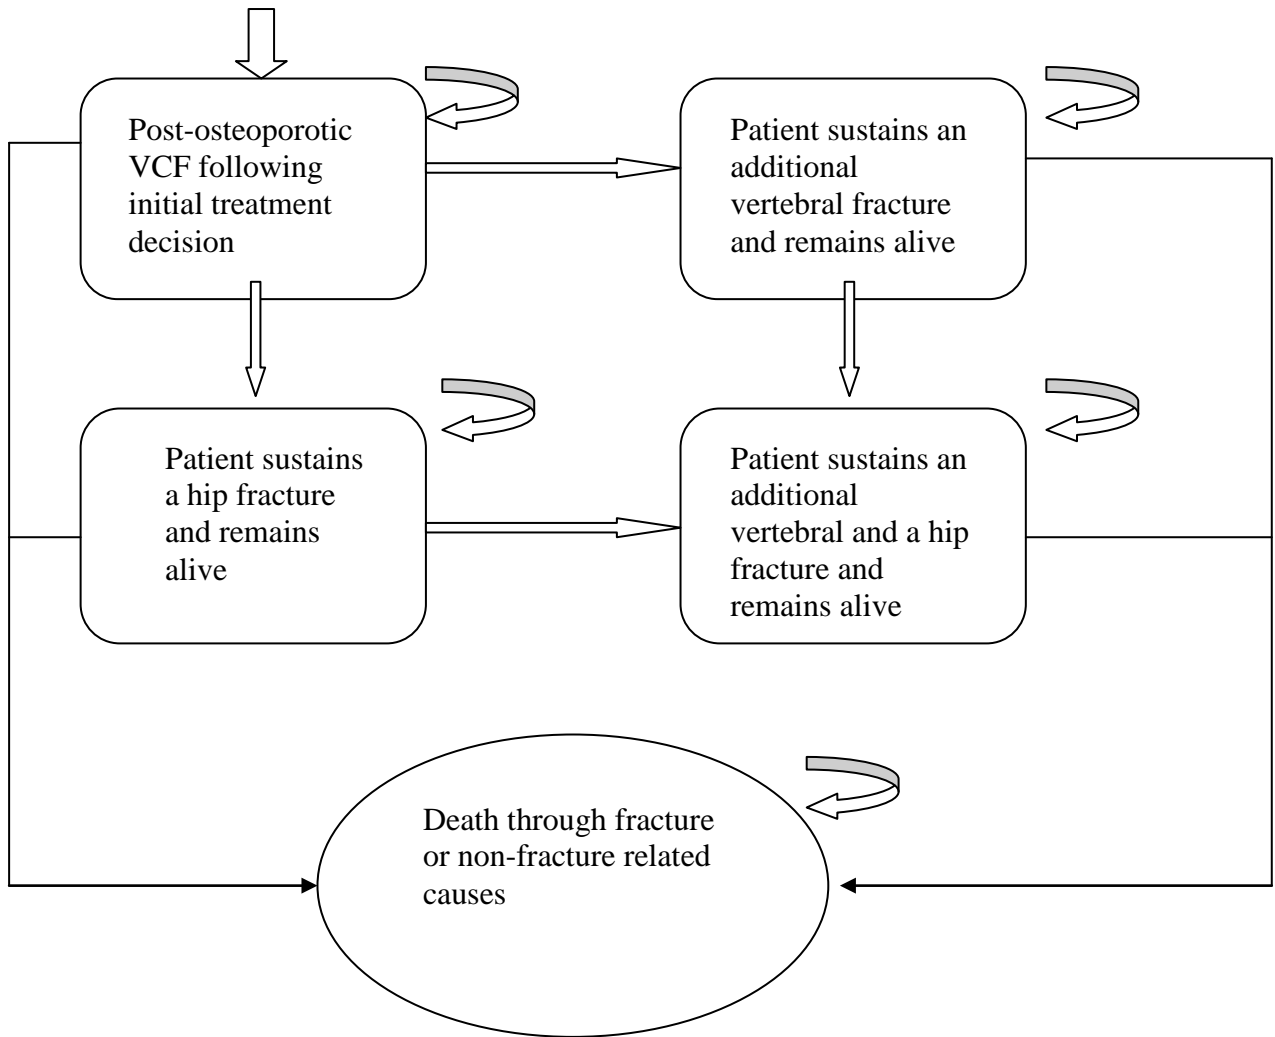 Post-osteoporotic
VCF following
initial treatment
decision
Patient sustains an
additional
vertebral fracture
and remains alive
Patient sustains
a hip fracture
and remains
alive
Patient sustains an
additional
vertebral and a hip
fracture and
remains alive
Death through fracture
or non-fracture related
causes